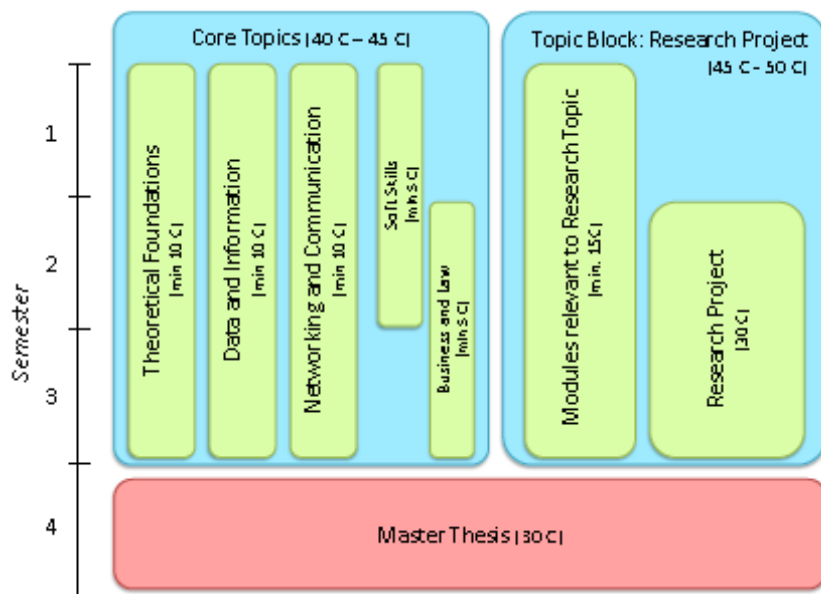 Core Topics (40 C – 45 C)
Topic Block: Research Project
(45 C – 50 C)
Semester
1
2
3
4
Theoretical Foundations
(min 10 C)
Data and Information
(min 10 C)
Networking and Communication
(min 10 C)
Soft Skills
(min 5 C)
Business and Law
(min 5 C)
Modules relevant to Research Topic
(min. 15C)
Research Project
(30 C)
Master Thesis (30 C)